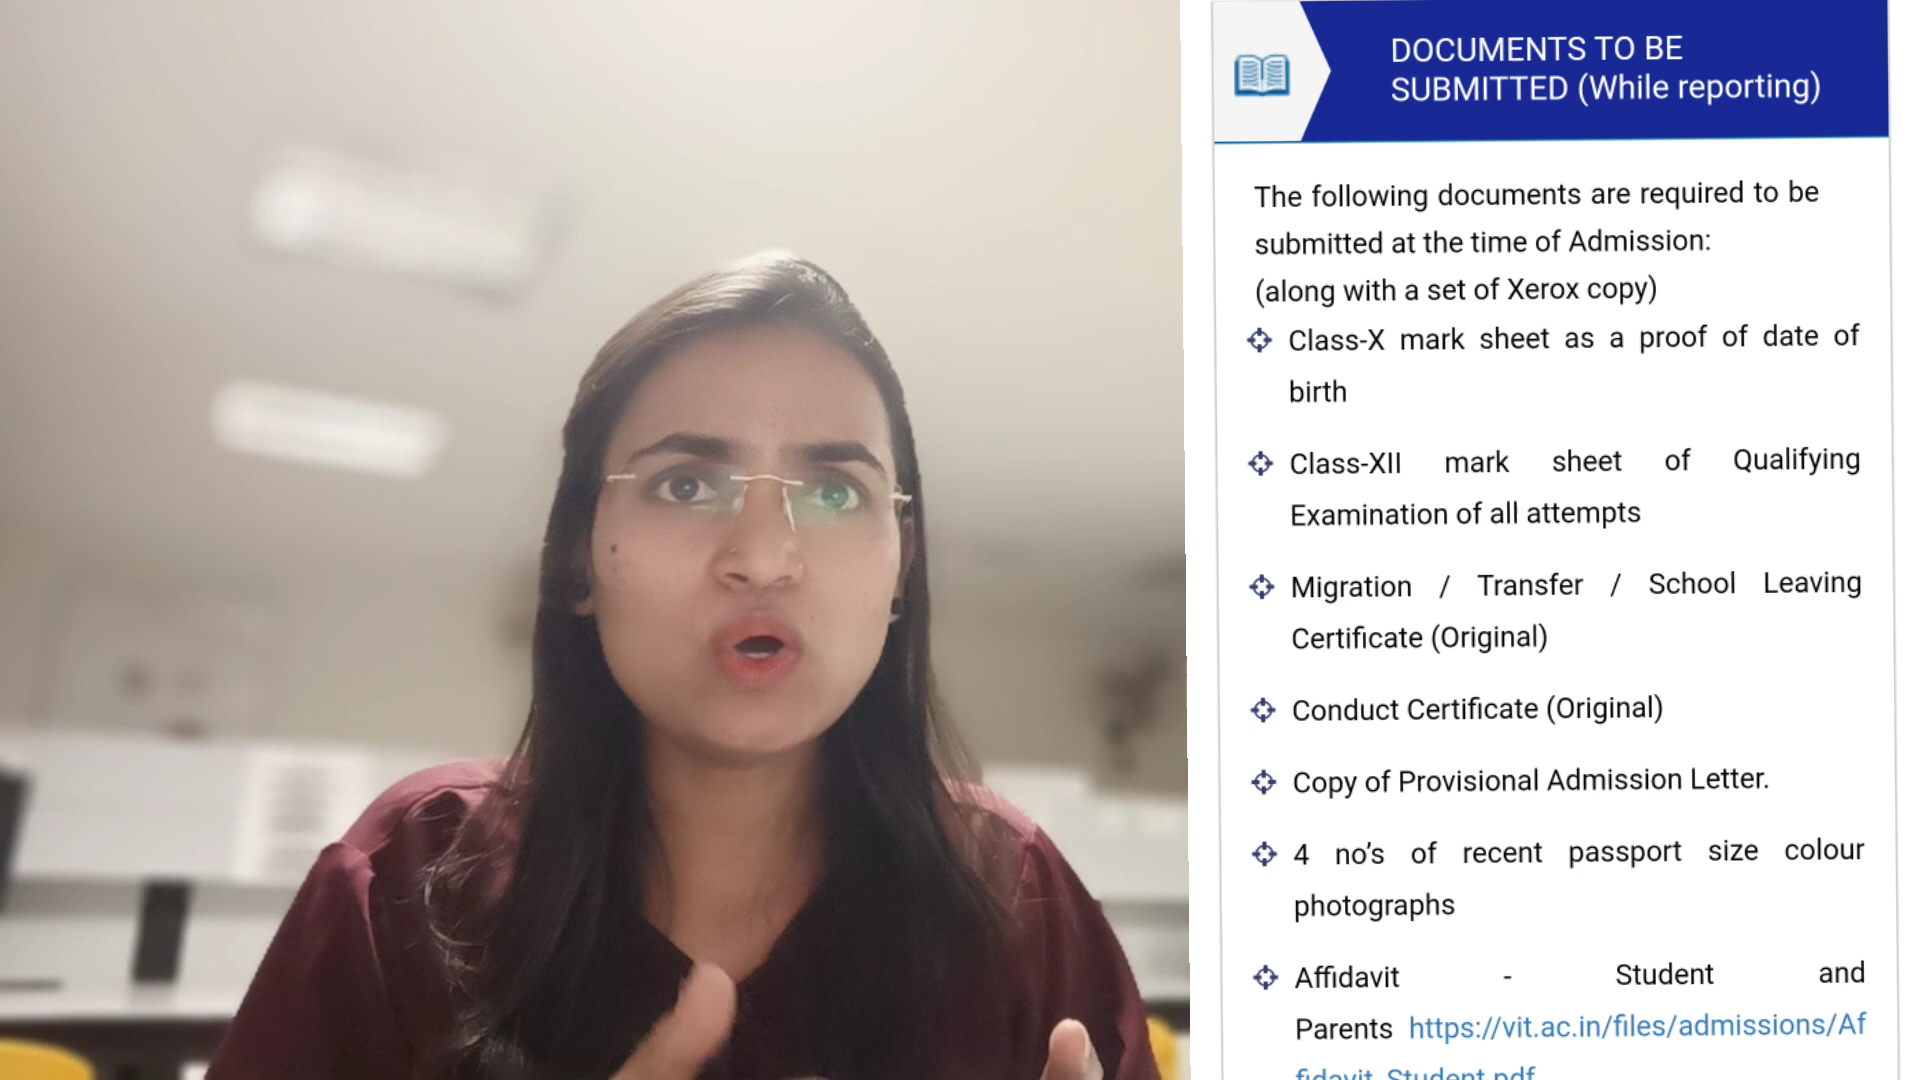 DOCUMENTS TO BE
SUBMITTED (While reporting)
The following documents are required to be
submitted at the time of Admission:
(along with a set of Xerox copy)
Class-X mark sheet as a proof of date of
birth
Class-XII mark sheet of Qualifying
Examination of all attempts
Migration / Transfer / School Leaving
Certificate (Original)
Conduct Certificate (Original)
Copy of Provisional Admission Letter.
4 no's of recent passport size colour
photographs
Affidavit - Student and
Parents https://vit.ac.in/files/admissions/Af
fidavit_Student.pdf